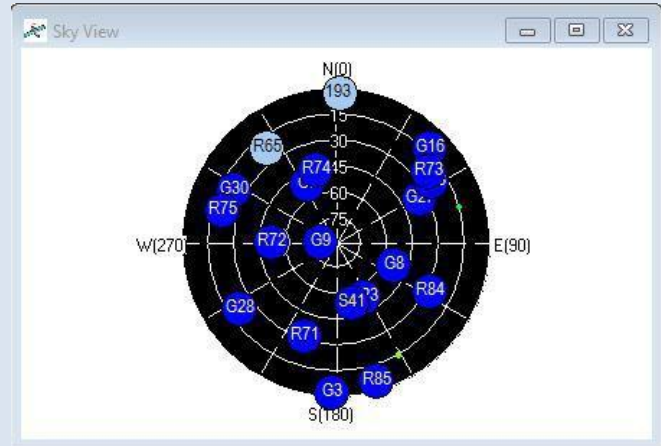 Sky View
N(0)
193
15
G16
R65
30
R74
45
R73
G30
60
R75
75
W(270)
R72
G9
E(90)
G8
R84
S41
G28
R71
R85
G3
S(180)